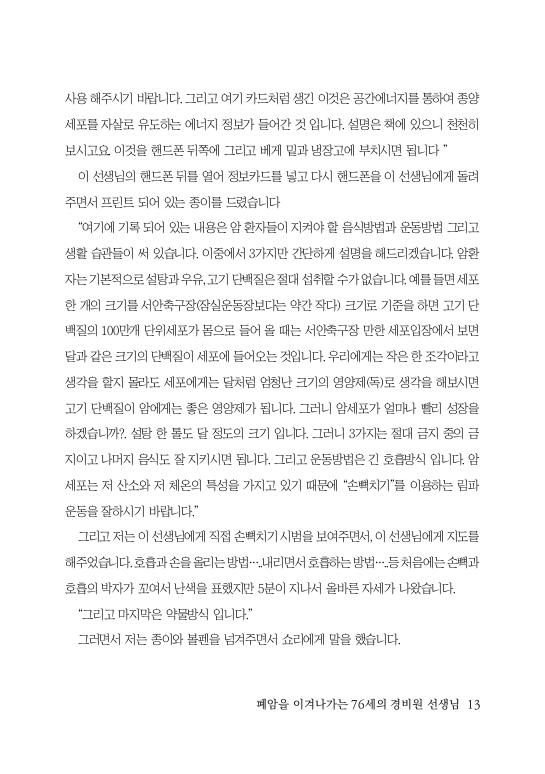 사용 해주시기 바랍니다. 그리고 여기 카드처럼 생긴 이것은 공간에너지를 통하여 종양
세포를 자살로 유도하는 에너지 정보가 들어간 것 입니다. 설명은 책에 있으니 천천히
보시고요. 이것을 핸드폰 뒤쪽에 그리고 베게 밑과 냉장고에 부치시면 됩니다 ”
이 선생님의 핸드폰 뒤를 열어 정보카드를 넣고 다시 핸드폰을 이 선생님에게 돌려
주면서 프린트 되어 있는 종이를 드렸습니다
“여기에 기록 되어 있는 내용은 암 환자들이 지켜야 할 음식방법과 운동방법 그리고
생활 습관들이 써 있습니다. 이중에서 3가지만 간단하게 설명을 해드리겠습니다. 암환
자는 기본적으로 설탕과 우유, 고기 단백질은 절대 섭취할 수가 없습니다. 예를 들면 세포
한 개의 크기를 서안축구장(잠실운동장보다는 약간 작다) 크기로 기준을 하면 고기 단
백질의 100만개 단위세포가 몸으로 들어 올 때는 서안축구장 만한 세포입장에서 보면
달과 같은 크기의 단백질이 세포에 들어오는 것입니다. 우리에게는 작은 한 조각이라고
생각을 할지 몰라도 세포에게는 달처럼 엄청난 크기의 영양제(독)로 생각을 해보시면
고기 단백질이 암에게는 좋은 영양제가 됩니다. 그러니 암세포가 얼마나 빨리 성장을
하겠습니까?. 설탕 한 톨도 달 정도의 크기 입니다. 그러니 3가지는 절대 금지 중의 금
지이고 나머지 음식도 잘 지키시면 됩니다. 그리고 운동방법은 긴 호흡방식 입니다. 암
세포는 저 산소와 저 체온의 특성을 가지고 있기 때문에 “손뼉치기”를 이용하는 림파
운동을 잘하시기 바랍니다.”
그리고 저는 이 선생님에게 직접 손뼉치기 시범을 보여주면서, 이 선생님에게 지도를
해주었습니다. 호흡과 손을 올리는 방법…..내리면서 호흡하는 방법…..등 처음에는 손뼉과
호흡의 박자가 꼬여서 난색을 표했지만 5분이 지나서 올바른 자세가 나왔습니다.
“그리고 마지막은 약물방식 입니다.”
그러면서 저는 종이와 볼펜을 넘겨주면서 쇼리에게 말을 했습니다.
폐암을 이겨나가는 76세의 경비원 선생님 13